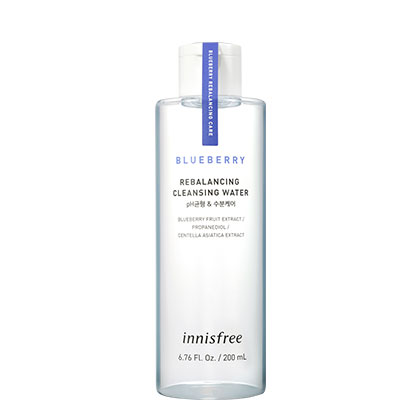 BLUEBERRY REBALANCING CARE
BLUEBERRY
REBALANCING
CLEANSING WATER
pH균형 & 수분케어
BLUEBERRY FRUIT EXTRACT /
PROPANEDIOL /
CENTELLA ASIATICA EXTRACT
innisfree
6.76 Fl. Oz. / 200 mL